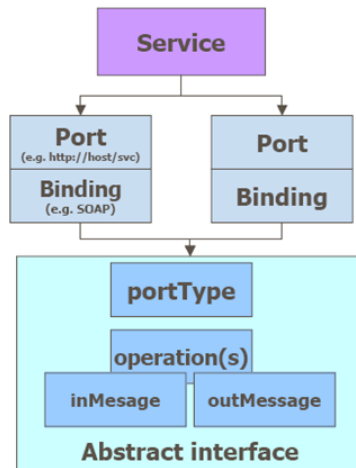 Service
Port
(e.g. http://host/svc)
Binding
(e.g. SOAP)
Port
Binding
portType
operation(s)
inMesage
outMessage
Abstract interface